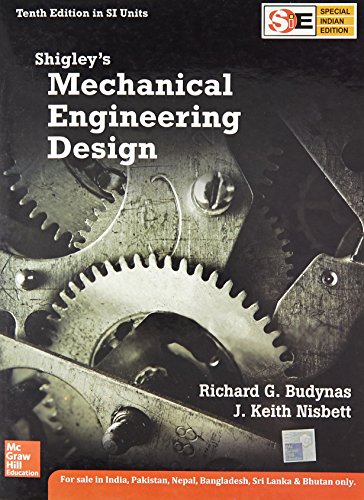 Tenth Edition in SI Units
SiE
SPECIAL
INDIAN
EDITION
Shigley's
Mechanical
Engineering
Design
Richard G. Budynas
J. Keith Nisbett
Mc
Graw
Hill
Education
For sale in India, Pakistan, Nepal, Bangladesh, Sri Lanka & Bhutan only.